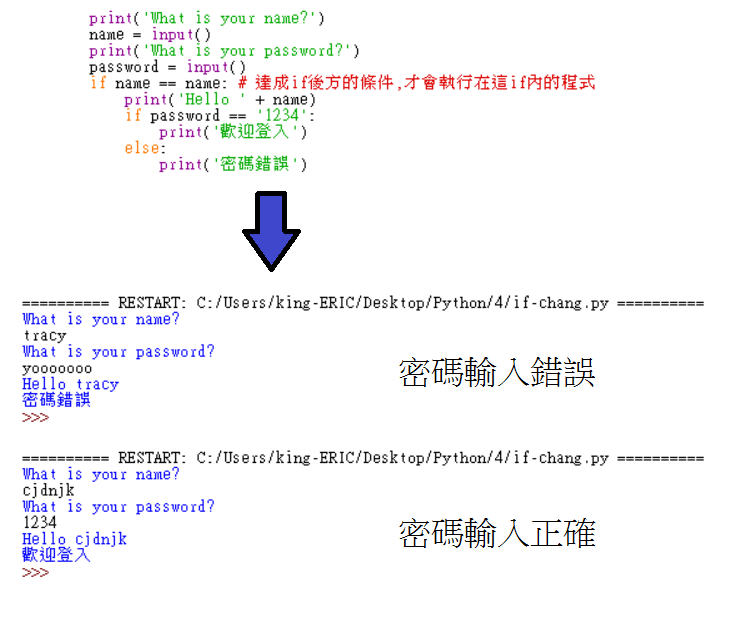 print('What is your name?')
name = input()
print('What is your password?')
password = input()
if name == name: # 達成if後方的條件,才會執行在這if內的程式
    print('Hello ' + name)
    if password == '1234':
        print('歡迎登入')
    else:
        print('密碼錯誤')
========== RESTART: C:/Users/king-ERIC/Desktop/Python/4/if-chang.py ==========
What is your name?
tracy
What is your password?
yooooooo
Hello tracy
密碼錯誤
>>>
密碼輸入錯誤
========== RESTART: C:/Users/king-ERIC/Desktop/Python/4/if-chang.py ==========
What is your name?
cjdnjk
What is your password?
1234
Hello cjdnjk
歡迎登入
>>>
密碼輸入正確